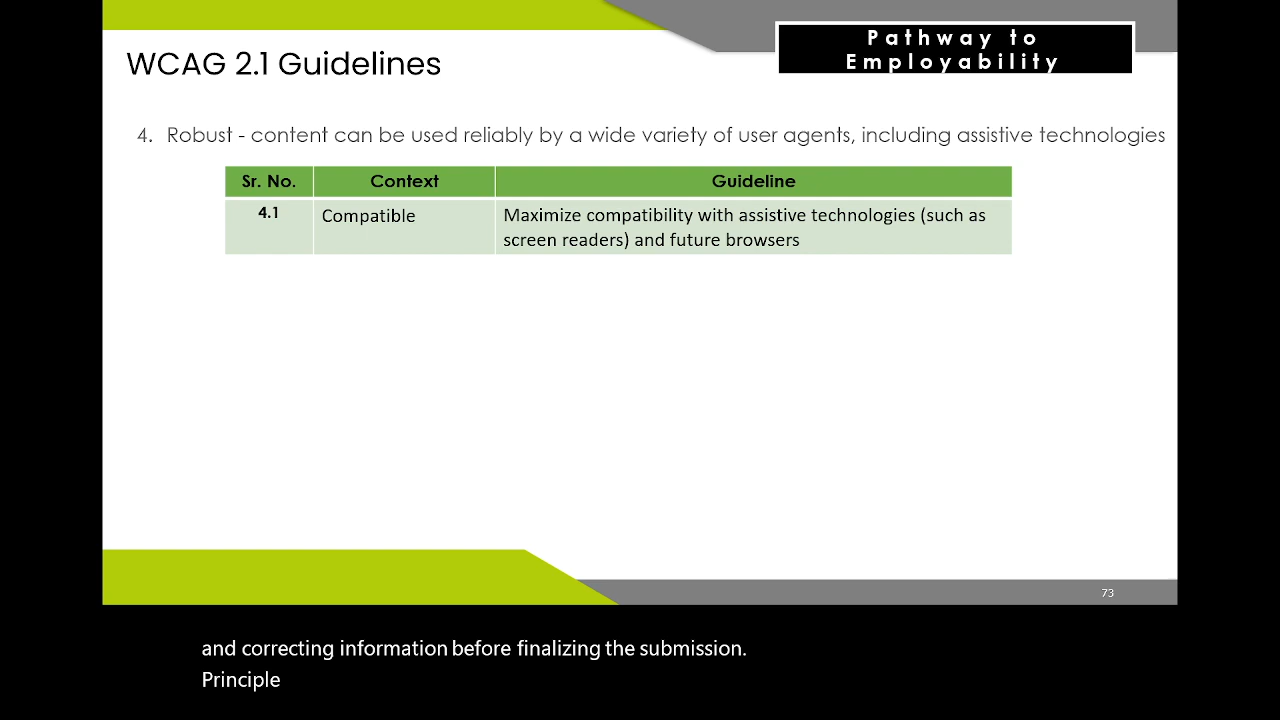 Pathway to
Employability
WCAG 2.1 Guidelines
4. Robust - content can be used reliably by a wide variety of user agents, including assistive technologies
Sr. No. Context Guideline
4.1 Compatible Maximize compatibility with assistive technologies (such as
screen readers) and future browsers
73
and correcting information before finalizing the submission.
Principle